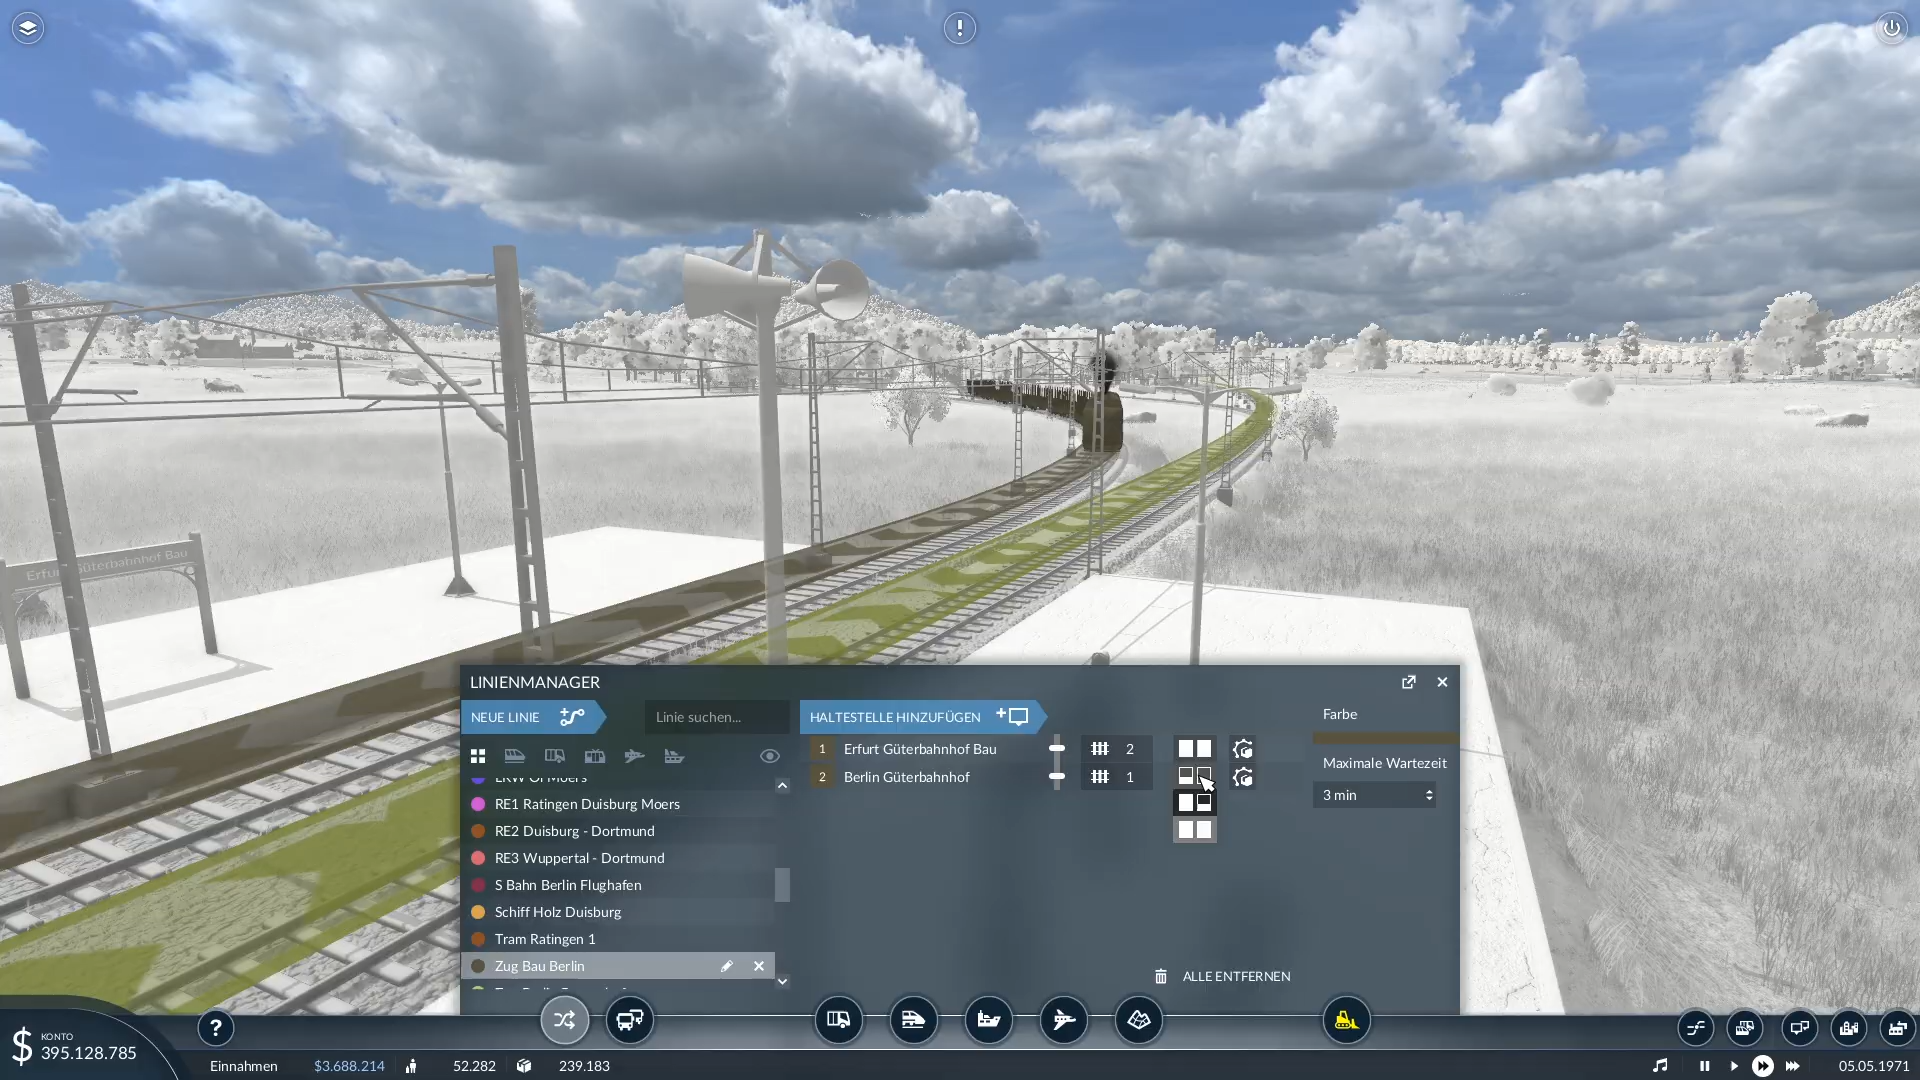 Erfurt Güterbahnhof Bau
LINIENMANAGER
NEUE LINIE
Linie suchen...
HALTESTELLE HINZUFÜGEN
Farbe
1 Erfurt Güterbahnhof Bau 2
2 Berlin Güterbahnhof 1
Maximale Wartezeit
3 min
RE1 Ratingen Duisburg Moers
RE2 Duisburg - Dortmund
RE3 Wuppertal - Dortmund
S Bahn Berlin Flughafen
Schiff Holz Duisburg
Tram Ratingen 1
Zug Bau Berlin
ALLE ENTFERNEN
$ KONTO
395.128.785
?
Einnahmen $3.688.214 52.282 239.183 05.05.1971